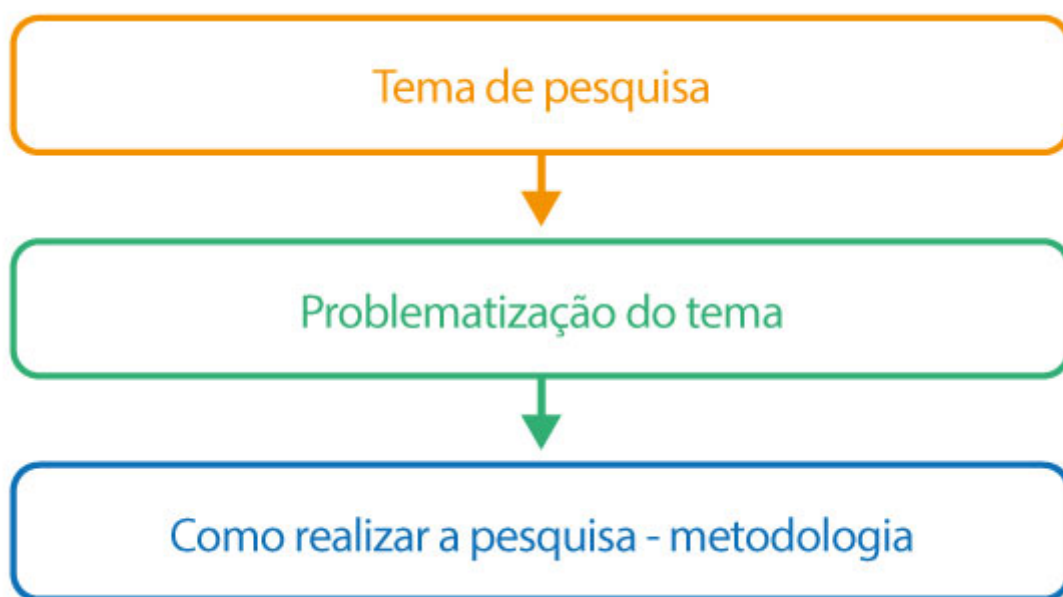 Tema de pesquisa
Problematização do tema
Como realizar a pesquisa - metodologia